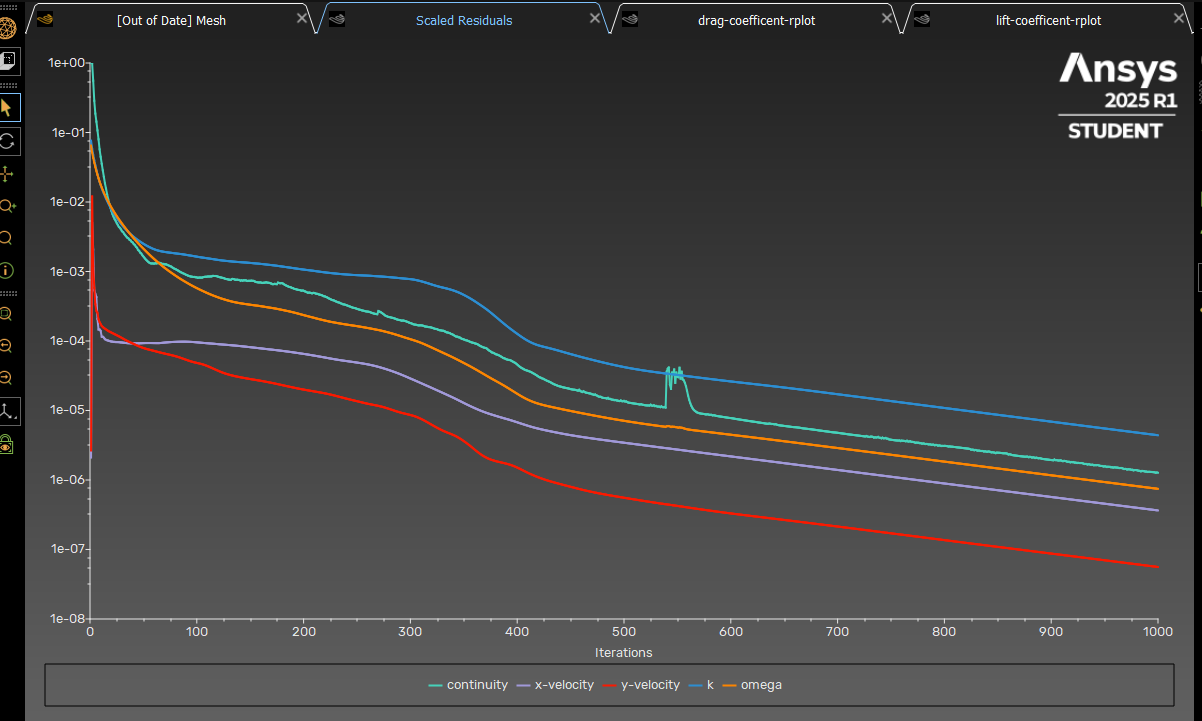 [Out of Date] Mesh
Scaled Residuals
drag-coefficent-rplot
lift-coefficent-rplot
Ansys
2025 R1
STUDENT
1e+00
1e-01
1e-02
1e-03
1e-04
1e-05
1e-06
1e-07
1e-08
0 100 200 300 400 500 600 700 800 900 1000
Iterations
continuity x-velocity y-velocity k omega